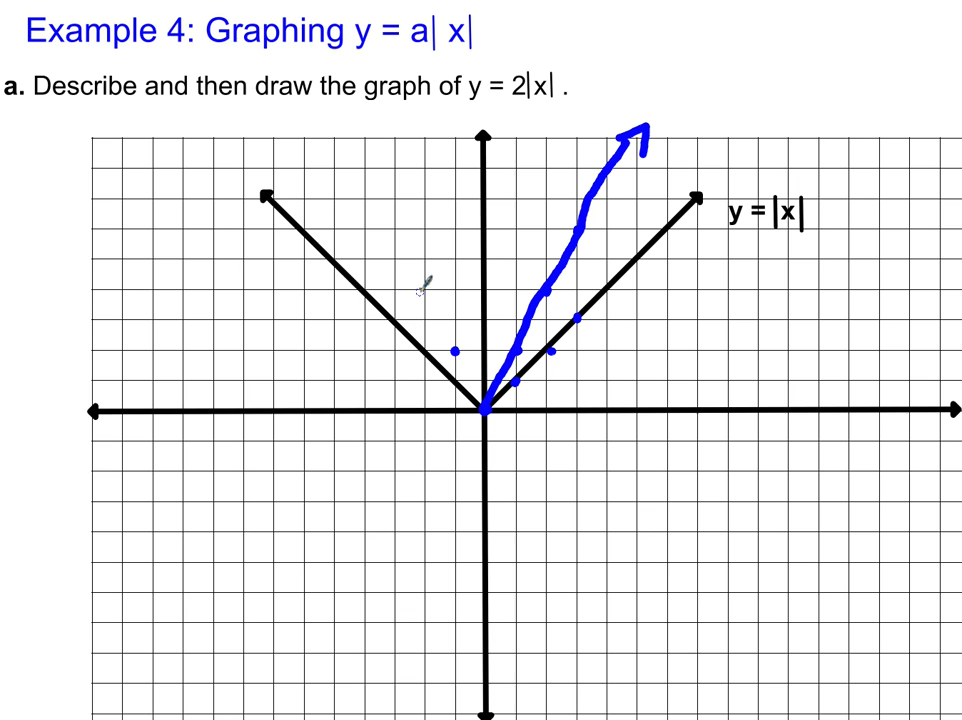 Example 4: Graphing y = a| x|
a. Describe and then draw the graph of y = 2|x| .
y = |x|